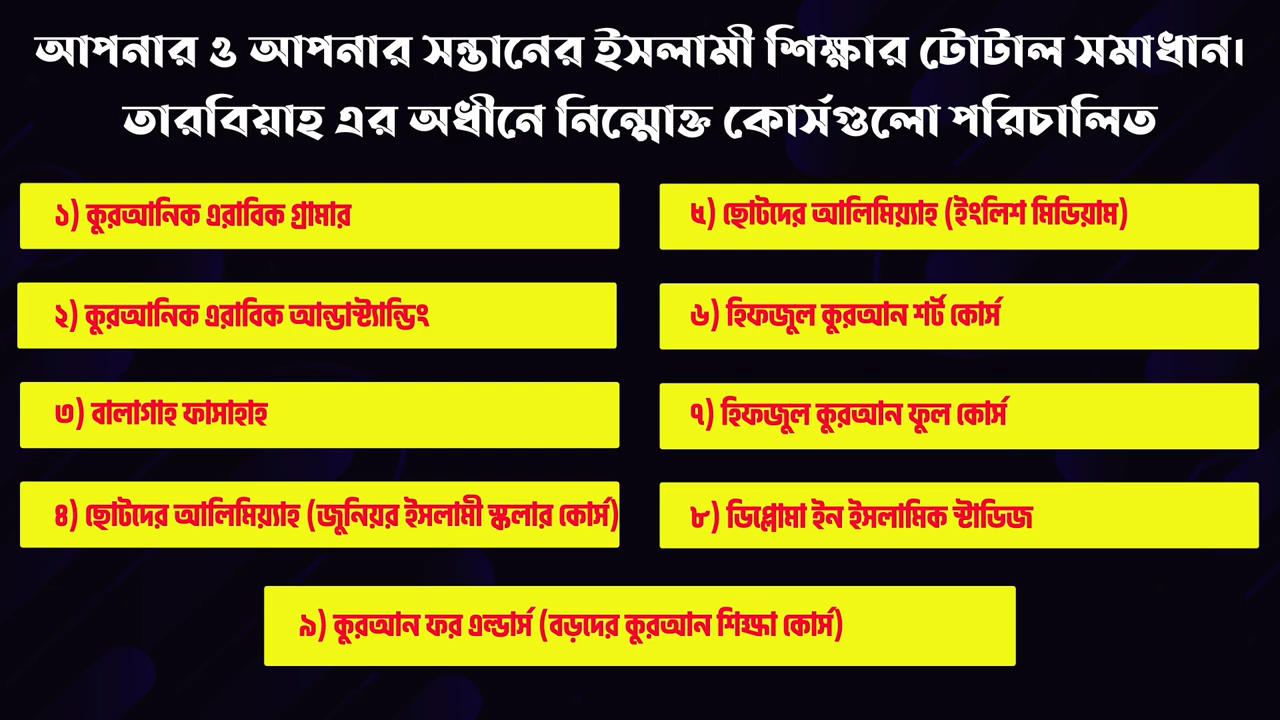 আপনার ও আপনার সন্তানের ইসলামী শিক্ষার টোটাল সমাধান।
তারবিয়াহ এর অধীনে নিন্মোক্ত কোর্সগুলো পরিচালিত
১) কুরআনিক এরাবিক গ্রামার
২) কুরআনিক এরাবিক আন্ডাস্ট্যান্ডিং
৩) বালাগাহ ফাসাহাহ
৪) ছোটদের আলিমিয়্যাহ (জুনিয়র ইসলামী স্কলার কোর্স)
৫) ছোটদের আলিমিয়্যাহ (ইংলিশ মিডিয়াম)
৬) হিফজুল কুরআন শর্ট কোর্স
৭) হিফজুল কুরআন ফুল কোর্স
৮) ডিপ্লোমা ইন ইসলামিক স্টাডিজ
৯) কুরআন ফর এল্ডার্স (বড়দের কুরআন শিক্ষা কোর্স)